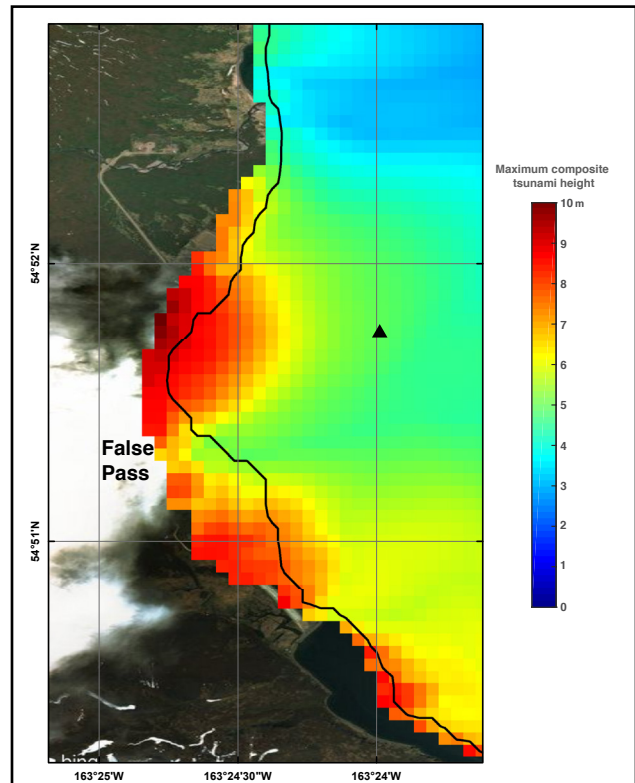 Maximum composite
tsunami height
10 m
9
8
7
6
5
4
3
2
1
0
54°52'N
False
Pass
54°51'N
bing
163°25'W
163°24'30"W
163°24'W